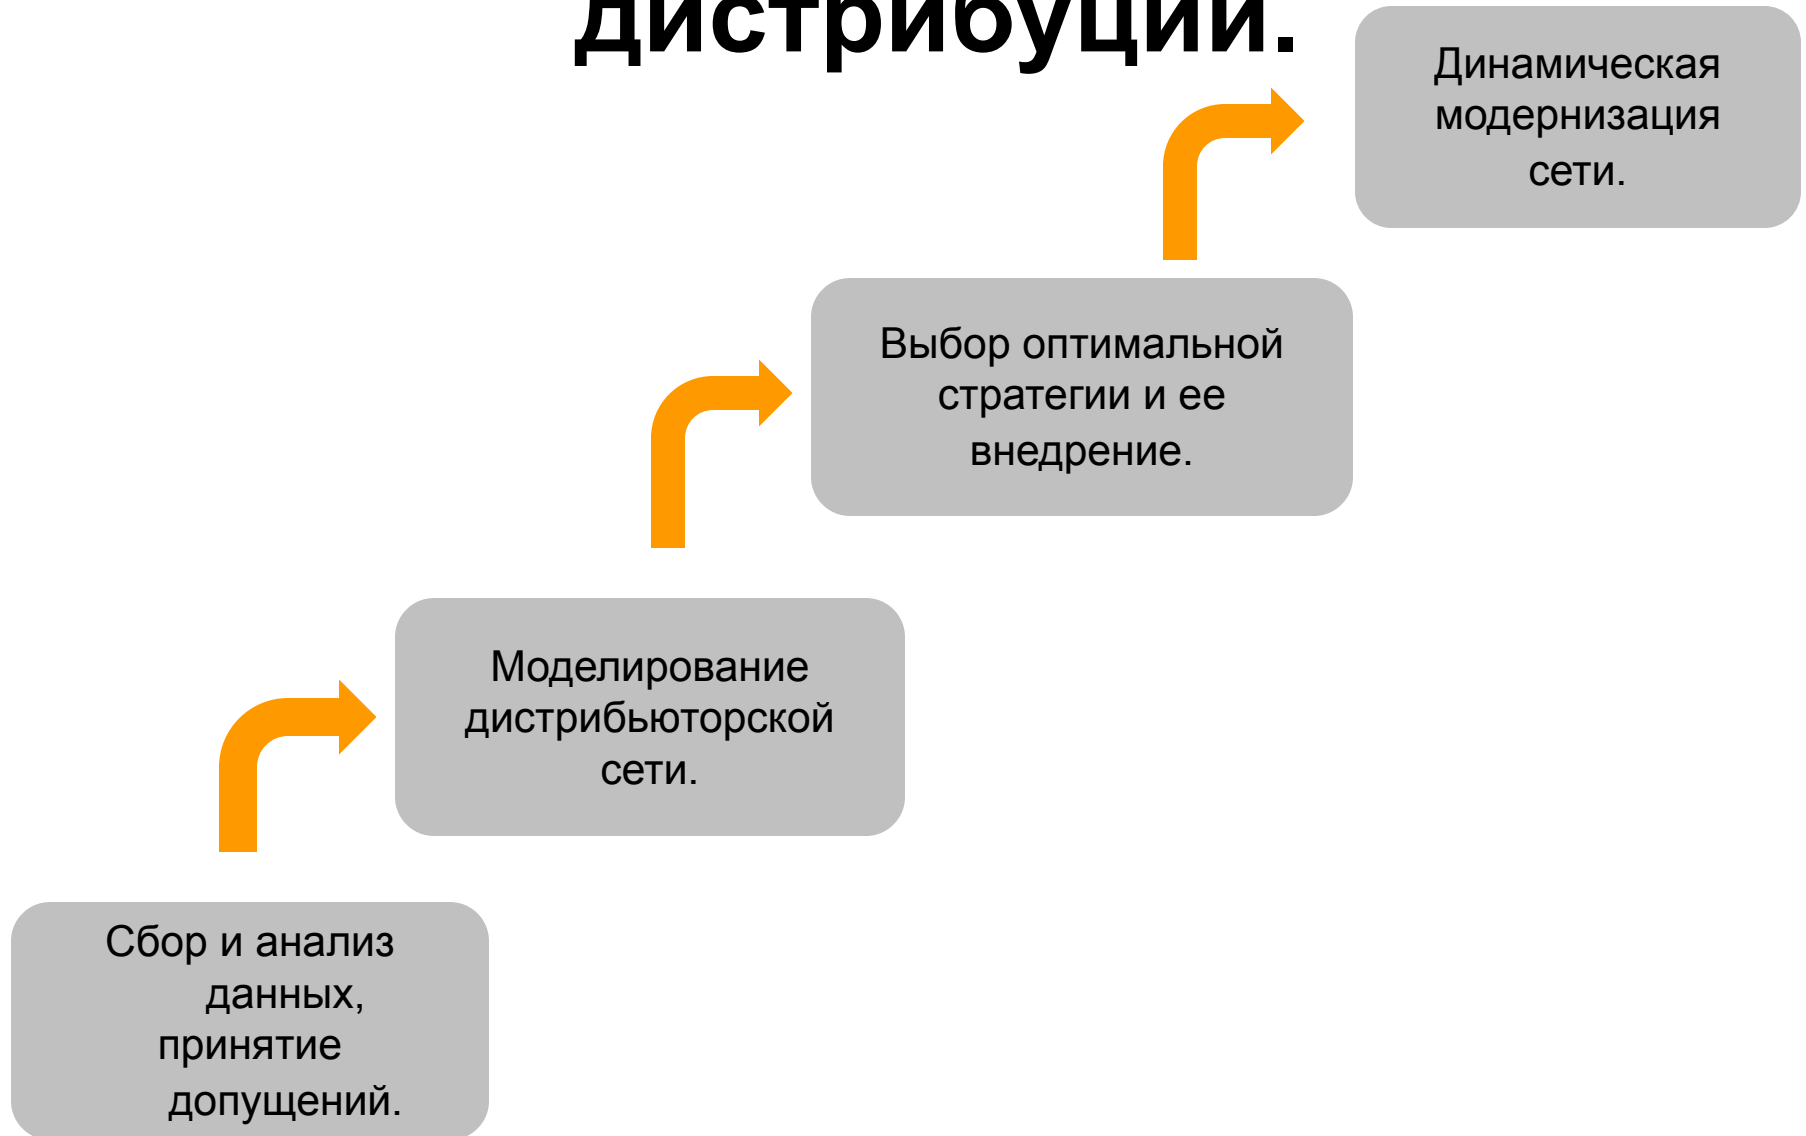 дистрибуции.
Динамическая
модернизация
сети.
Выбор оптимальной
стратегии и ее
внедрение.
Моделирование
дистрибьюторской
сети.
Сбор и анализ
данных,
принятие
допущений.